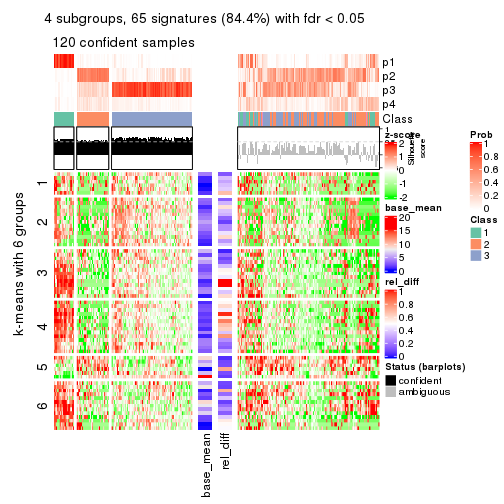 4 subgroups, 65 signatures (84.4%) with fdr < 0.05
120 confident samples
p1
p2
p3
p4
Class
1
Silhouette score
k-means with 6 groups
1
2
3
4
5
6
base_mean
rel_diff
z-score
2
1
0
-1
-2
base_mean
20
15
10
5
0
rel_diff
1
0.8
0.6
0.4
0.2
0
Status (barplots)
confident
ambiguous
Prob
1
0.8
0.6
0.4
0.2
0
Class
1
2
3